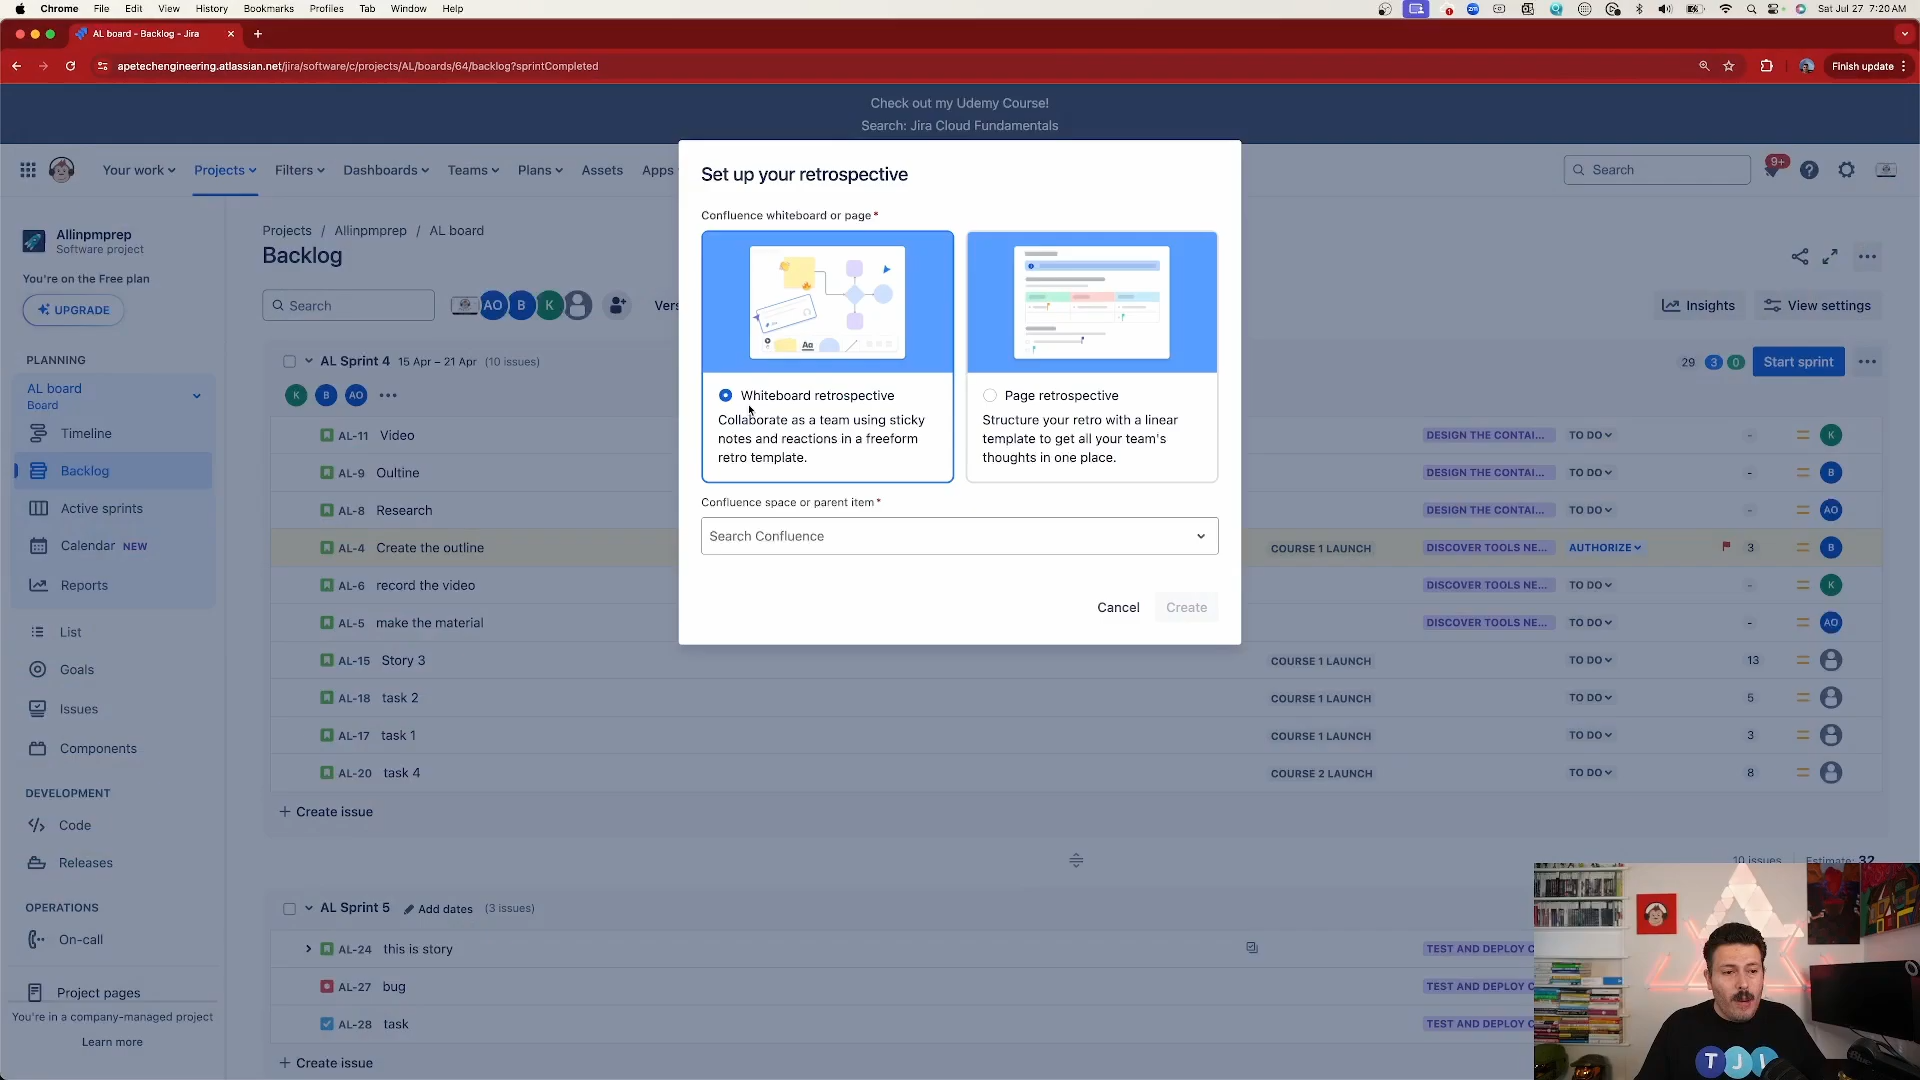 Chrome File Edit View History Bookmarks Profiles Tab Window Help
Sat Jul 27 7:20 AM
AL board - Backlog - Jira
apetechengineering.atlassian.net/jira/software/c/projects/AL/boards/64/backlog?sprintCompleted
Finish update
Check out my Udemy Course!
Search: Jira Cloud Fundamentals
Your work Projects Filters Dashboards Teams Plans Assets Apps
Search
9+
Allinpmprep
Software project
You're on the Free plan
UPGRADE
PLANNING
AL board
Board
Timeline
Backlog
Active sprints
Calendar NEW
Reports
List
Goals
Issues
Components
DEVELOPMENT
Code
Releases
OPERATIONS
On-call
Project pages
You're in a company-managed project
Learn more
Projects / Allinpmprep / AL board
Backlog
Search
AO B K
Vers
Insights
View settings
AL Sprint 4 15 Apr – 21 Apr (10 issues)
29 3 0 Start sprint
K B AO
AL-11 Video DESIGN THE CONTAI... TO DO - K
AL-9 Oultine DESIGN THE CONTAI... TO DO - B
AL-8 Research DESIGN THE CONTAI... TO DO - AO
AL-4 Create the outline COURSE 1 LAUNCH DISCOVER TOOLS NE... AUTHORIZE 3 B
AL-6 record the video DISCOVER TOOLS NE... TO DO - K
AL-5 make the material DISCOVER TOOLS NE... TO DO - AO
AL-15 Story 3 COURSE 1 LAUNCH TO DO 13
AL-18 task 2 COURSE 1 LAUNCH TO DO 5
AL-17 task 1 COURSE 1 LAUNCH TO DO 3
AL-20 task 4 COURSE 2 LAUNCH TO DO 8
+ Create issue
10 issues Estimate: 32
AL Sprint 5 Add dates (3 issues)
AL-24 this is story TEST AND DEPLOY C
AL-27 bug TEST AND DEPLOY C
AL-28 task TEST AND DEPLOY C
+ Create issue
Set up your retrospective
Confluence whiteboard or page*
Aa
Whiteboard retrospective
Collaborate as a team using sticky
notes and reactions in a freeform
retro template.
Page retrospective
Structure your retro with a linear
template to get all your team's
thoughts in one place.
Confluence space or parent item*
Search Confluence
Cancel
Create
T J I